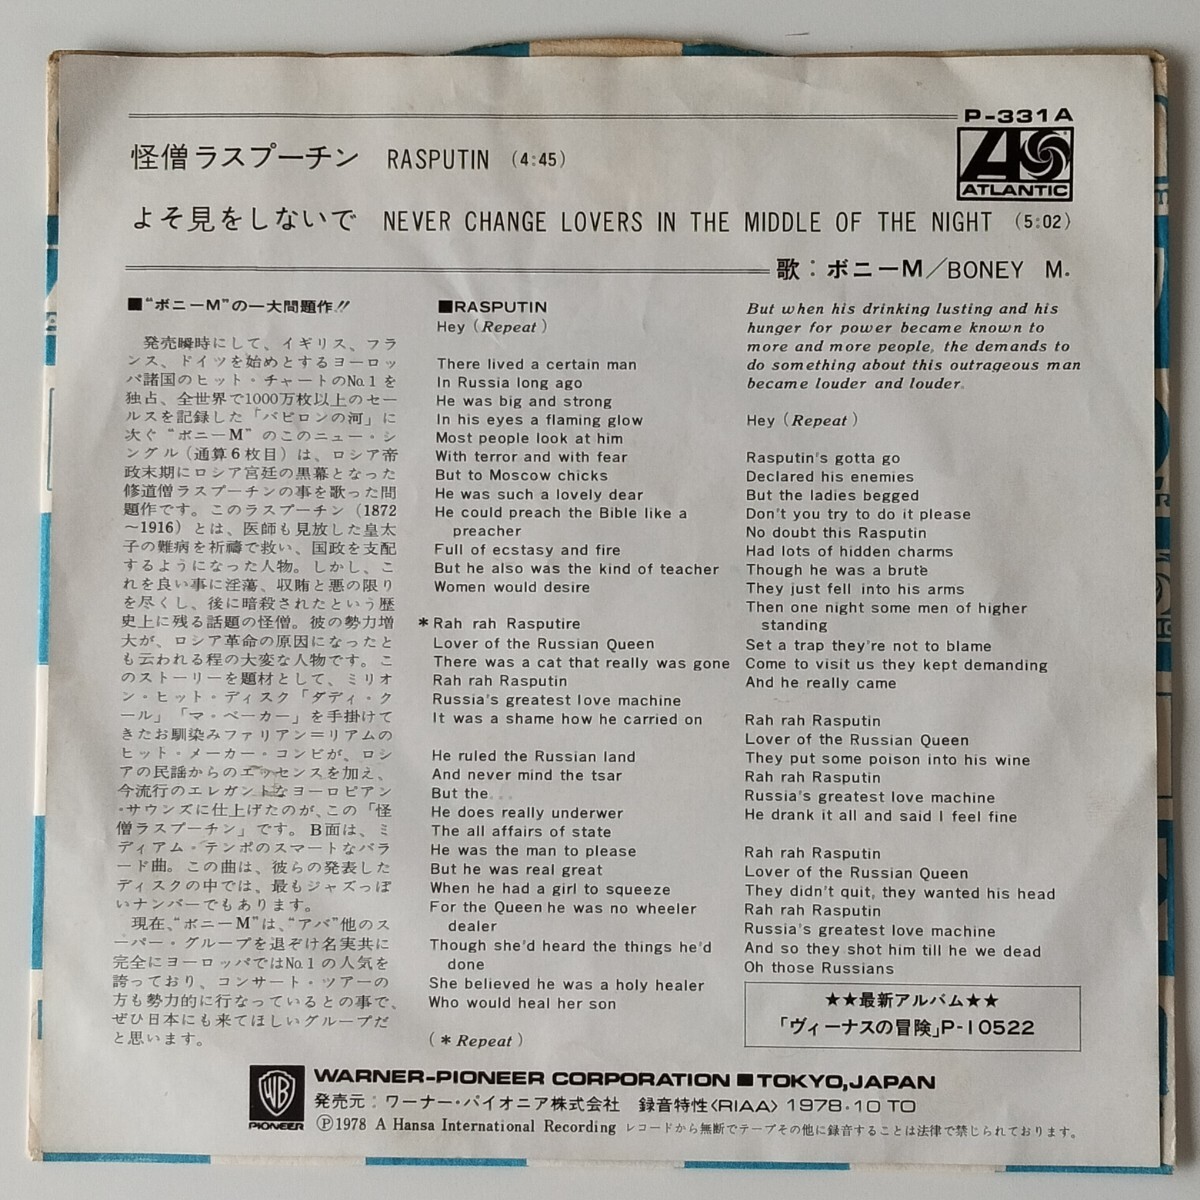 P-331A
ATLANTIC
怪僧ラスプーチン RASPUTIN (4:45)
よそ見をしないで NEVER CHANGE LOVERS IN THE MIDDLE OF THE NIGHT (5:02)
歌:ボニーM/BONEY M.
■“ボニーM”の一大問題作!!
発売瞬時にして、イギリス、フラ
ンス、ドイツを始めとするヨーロッ
パ諸国のヒット・チャートのNo.1を
独占、全世界で1000万枚以上のセー
ルスを記録した「バビロンの河」に
次ぐ“ボニーM”のこのニュー・シ
ングル(通算6枚目)は、ロシア帝
政末期にロシア宮廷の黒幕となった
修道僧ラスプーチンの事を歌った問
題作です。このラスプーチン(1872
~1916)とは、医師も見放した皇太
子の難病を祈禱で救い、国政を支配
するようになった人物。しかし、こ
れを良い事に淫蕩、収賄と悪の限り
を尽くし、後に暗殺されたという歴
史上に残る話題の怪僧。彼の勢力増
大が、ロシア革命の原因になったと
も云われる程の大変な人物です。こ
のストーリーを題材として、ミリオ
ン・ヒット・ディスク「ダディ・ク
ール」「マ・ベーカー」を手掛けて
きたお馴染みファリアン=リアムの
ヒット・メーカー・コンビが、ロシ
アの民謡からのエッセンスを加え、
今流行のエレガントなヨーロピアン
・サウンズに仕上げたのが、この「怪
僧ラスプーチン」です。B面は、ミ
ディアム・テンポのスマートなバラ
ード曲。この曲は、彼らの発表した
ディスクの中では、最もジャズっぽ
いナンバーでもあります。
現在、“ボニーM”は、“アバ”他のス
ーパー・グループを退ぞけ名実共に
完全にヨーロッパではNo.1の人気を
誇っており、コンサート・ツアーの
方も勢力的に行なっているとの事で、
ぜひ日本にも来てほしいグループだ
と思います。
■RASPUTIN
Hey (Repeat)
There lived a certain man
In Russia long ago
He was big and strong
In his eyes a flaming glow
Most people look at him
With terror and with fear
But to Moscow chicks
He was such a lovely dear
He could preach the Bible like a
preacher
Full of ecstasy and fire
But he also was the kind of teacher
Women would desire
*Rah rah Rasputire
Lover of the Russian Queen
There was a cat that really was gone
Rah rah Rasputin
Russia's greatest love machine
It was a shame how he carried on
He ruled the Russian land
And never mind the tsar
But the...
He does really underwer
The all affairs of state
He was the man to please
But he was real great
When he had a girl to squeeze
For the Queen he was no wheeler
dealer
Though she'd heard the things he'd
done
She believed he was a holy healer
Who would heal her son
(*Repeat)
But when his drinking lusting and his
hunger for power became known to
more and more people, the demands to
do something about this outrageous man
became louder and louder.
Hey (Repeat)
Rasputin's gotta go
Declared his enemies
But the ladies begged
Don't you try to do it please
No doubt this Rasputin
Had lots of hidden charms
Though he was a brute
They just fell into his arms
Then one night some men of higher
standing
Set a trap they're not to blame
Come to visit us they kept demanding
And he really came
Rah rah Rasputin
Lover of the Russian Queen
They put some poison into his wine
Rah rah Rasputin
Russia's greatest love machine
He drank it all and said I feel fine
Rah rah Rasputin
Lover of the Russian Queen
They didn't quit, they wanted his head
Rah rah Rasputin
Russia's greatest love machine
And so they shot him till he we dead
Oh those Russians
★★最新アルバム★★
「ヴィーナスの冒険」P-10522
WB
PIONEER
WARNER-PIONEER CORPORATION ■ TOKYO, JAPAN
発売元:ワーナー・パイオニア株式会社 録音特性〈RIAA〉1978・10 TO
Ⓟ1978 A Hansa International Recording レコードから無断でテープその他に録音することは法律で禁じられております。